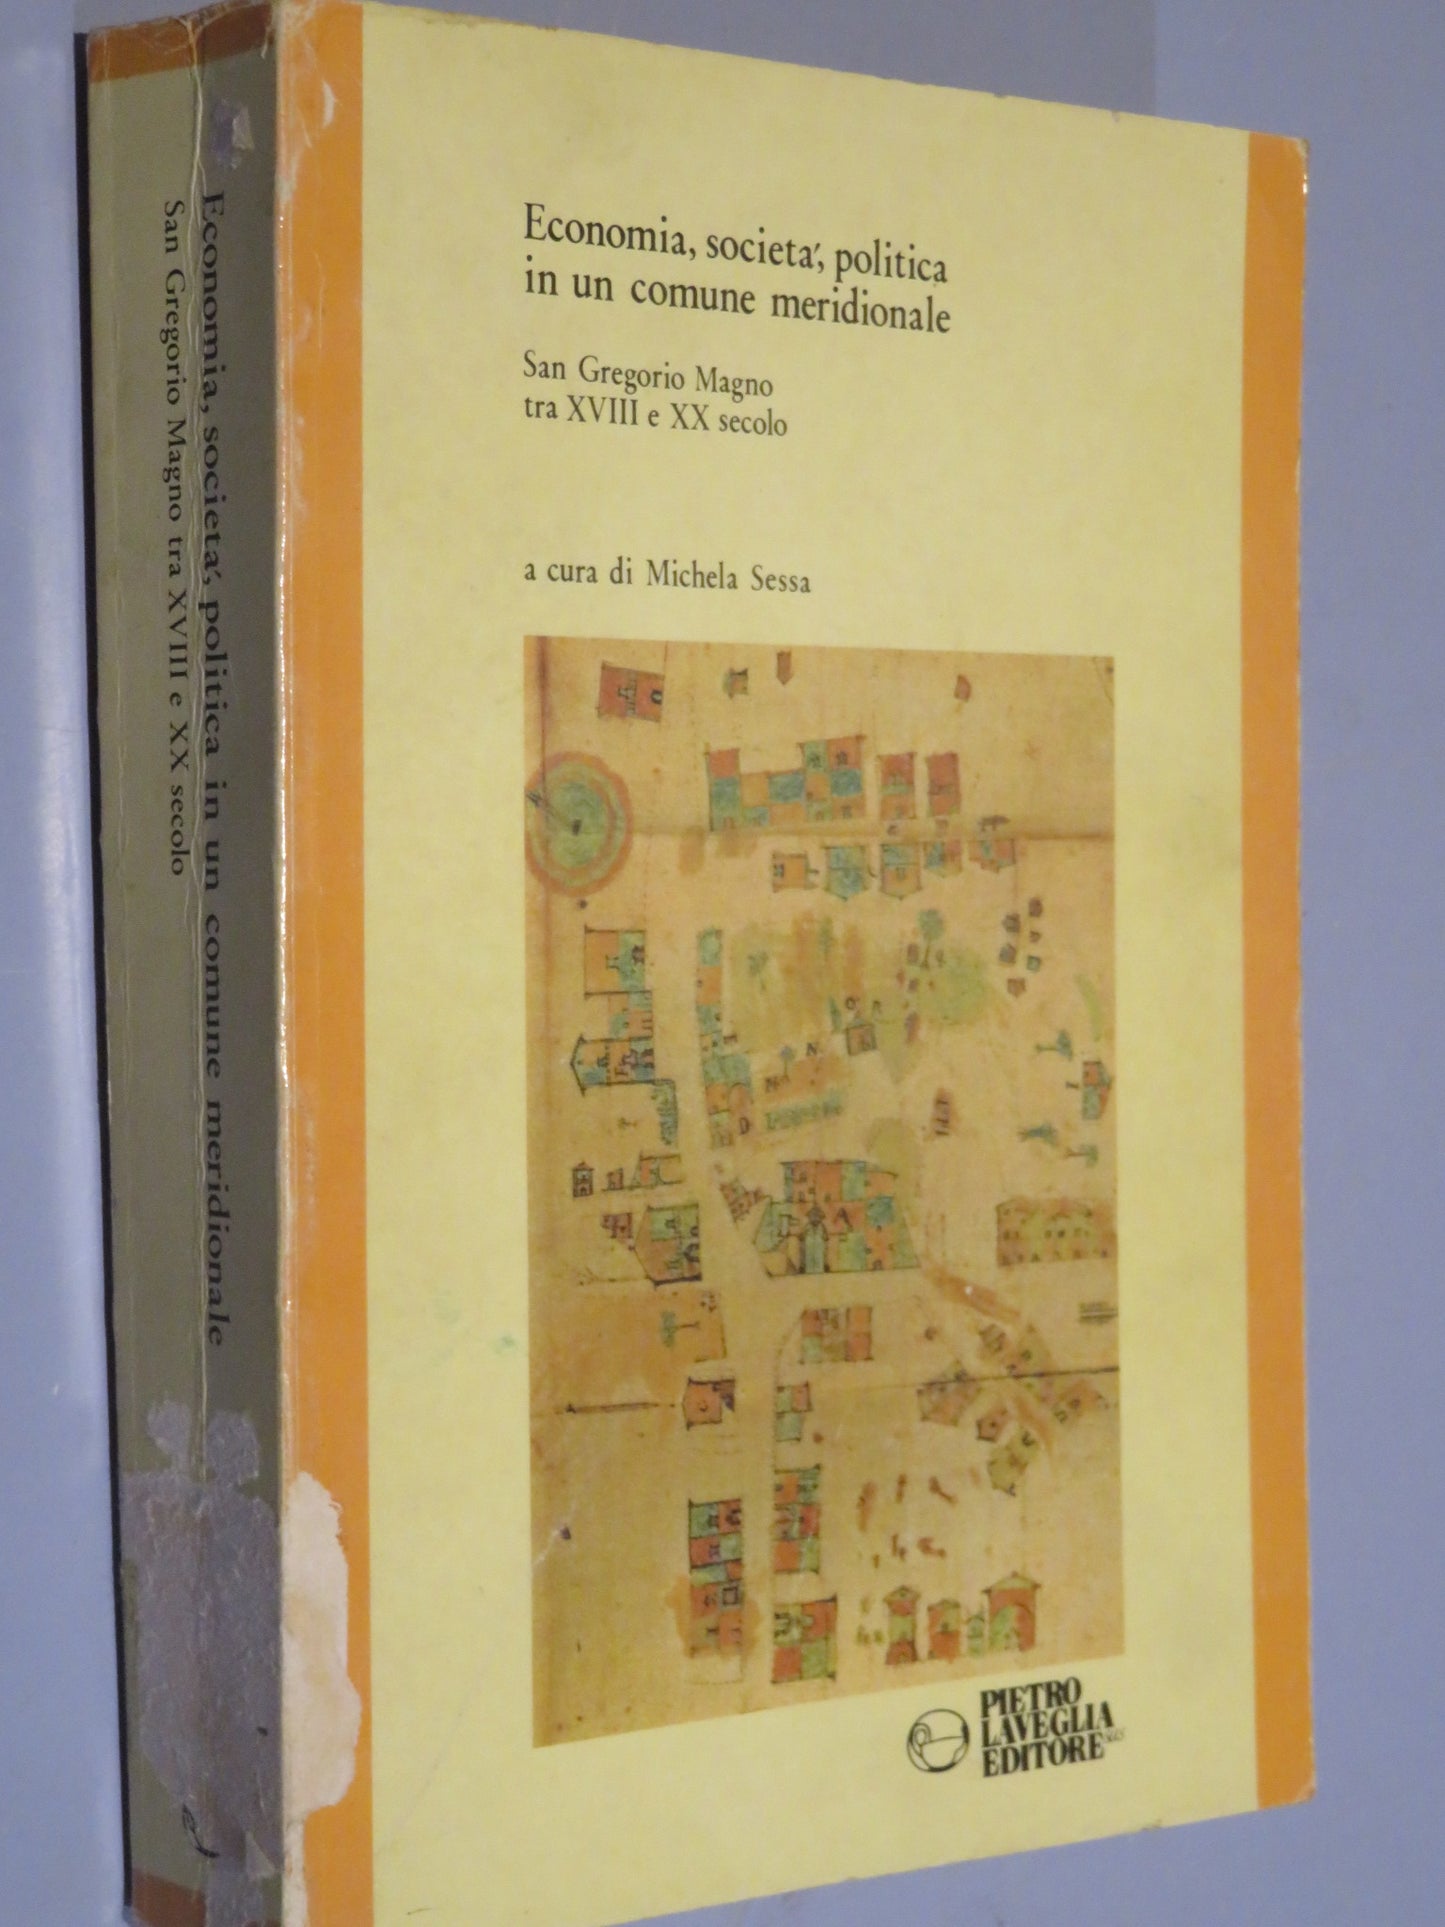 Economia, societa', politica
in un comune meridionale
San Gregorio Magno
tra XVIII e XX secolo
a cura di Michela Sessa
PIETRO
LAVEGLIA
EDITORE
Economia, societa', politica in un comune meridionale
San Gregorio Magno tra XVIII e XX secolo